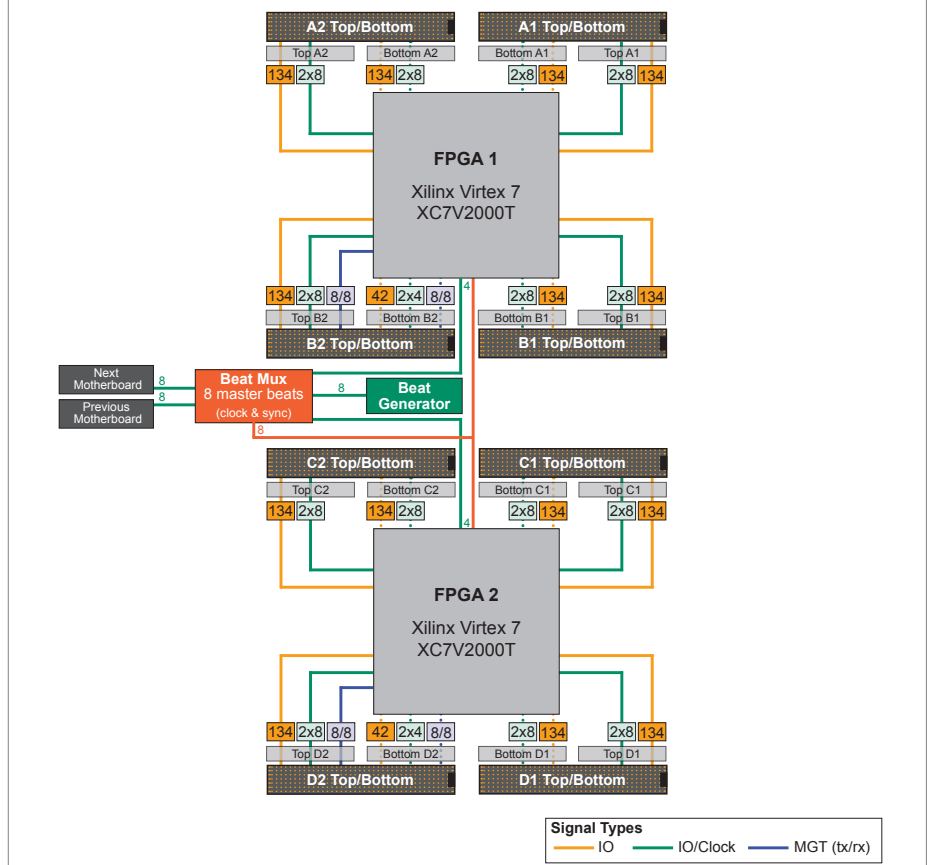 A2 Top/Bottom A1 Top/Bottom
Top A2 Bottom A2 Bottom A1 Top A1
134 2x8 134 2x8 2x8 134 2x8 134
FPGA 1
Xilinx Virtex 7
XC7V2000T
4
134 2x8 8/8 42 2x4 8/8 2x8 134 2x8 134
Top B2 Bottom B2 Bottom B1 Top B1
B2 Top/Bottom B1 Top/Bottom
Next
Motherboard
8
Previous
Motherboard
8
Beat Mux
8 master beats
(clock & sync)
8
Beat
Generator
8
C2 Top/Bottom C1 Top/Bottom
Top C2 Bottom C2 Bottom C1 Top C1
134 2x8 134 2x8 2x8 134 2x8 134
4
FPGA 2
Xilinx Virtex 7
XC7V2000T
134 2x8 8/8 42 2x4 8/8 2x8 134 2x8 134
Top D2 Bottom D2 Bottom D1 Top D1
D2 Top/Bottom D1 Top/Bottom
Signal Types
IO IO/Clock MGT (tx/rx)